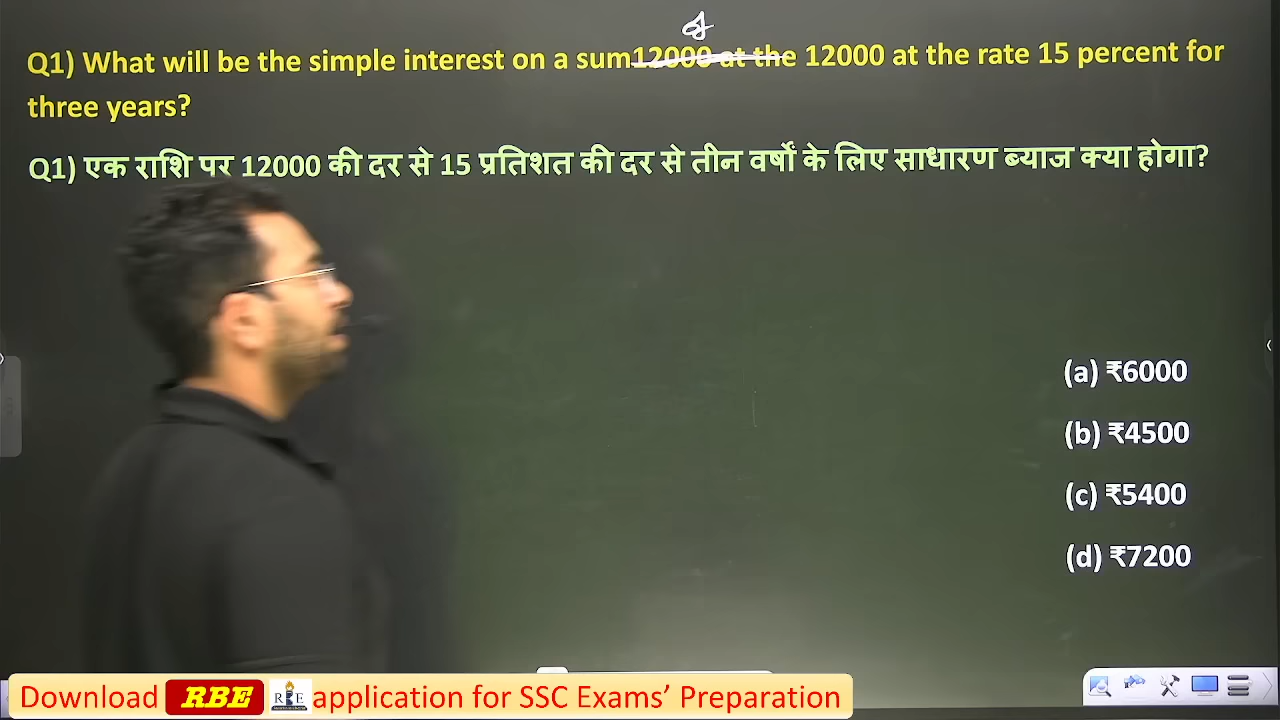 Q1) What will be the simple interest on a sum12000 at the 12000 at the rate 15 percent for
three years?
Q1) एक राशि पर 12000 की दर से 15 प्रतिशत की दर से तीन वर्षों के लिए साधारण ब्याज क्या होगा?
(a) ₹6000
(b) ₹4500
(c) ₹5400
(d) ₹7200
Download RBE RBE application for SSC Exams’ Preparation